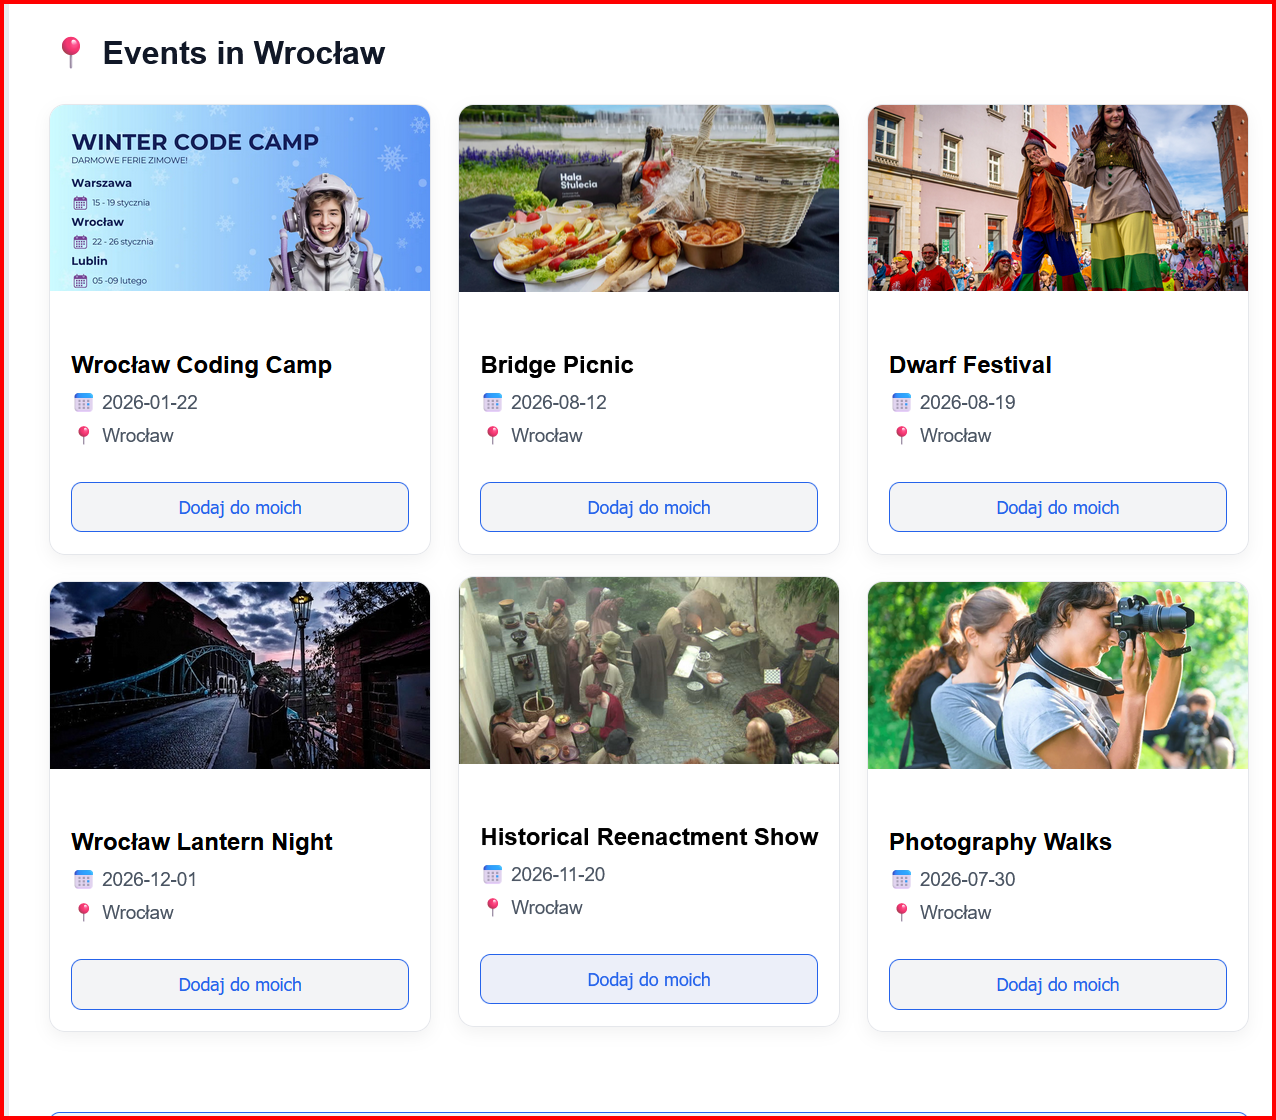 Events in Wrocław
WINTER CODE CAMP
DARMOWE FERIE ZIMOWE!
Warszawa
15 - 19 stycznia
Wrocław
22 - 26 stycznia
Lublin
05 -09 lutego
Hala
Stulecia
Wrocław Coding Camp
2026-01-22
Wrocław
Dodaj do moich
Bridge Picnic
2026-08-12
Wrocław
Dodaj do moich
Dwarf Festival
2026-08-19
Wrocław
Dodaj do moich
Wrocław Lantern Night
2026-12-01
Wrocław
Dodaj do moich
Historical Reenactment Show
2026-11-20
Wrocław
Dodaj do moich
Photography Walks
2026-07-30
Wrocław
Dodaj do moich